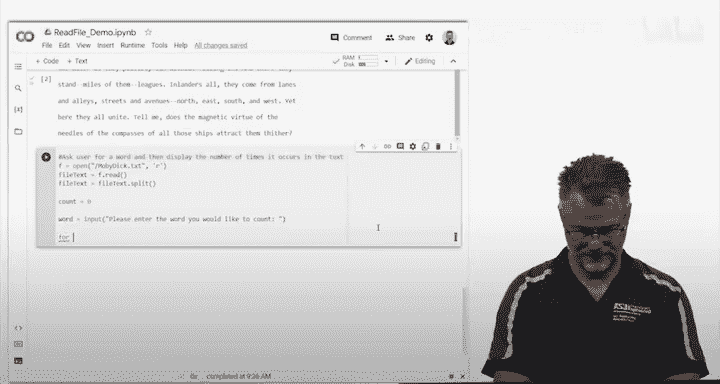 ReadFile_Demo.ipynb
Comment
Share
File Edit View Insert Runtime Tools Help All changes saved
+ Code + Text
RAM
Disk
Editing
[2]
stand--miles of them--leagues. Inlanders all, they come from lanes
and alleys, streets and avenues--north, east, south, and west. Yet
here they all unite. Tell me, does the magnetic virtue of the
needles of the compasses of all those ships attract them thither?
#Ask user for a word and then display the number of times it occurs in the text
f = open("/MobyDick.txt", 'r')
fileText = f.read()
fileText = fileText.split()
count = 0
word = input("Please enter the word you would like to count: ")
for
0s completed at 9:26 AM